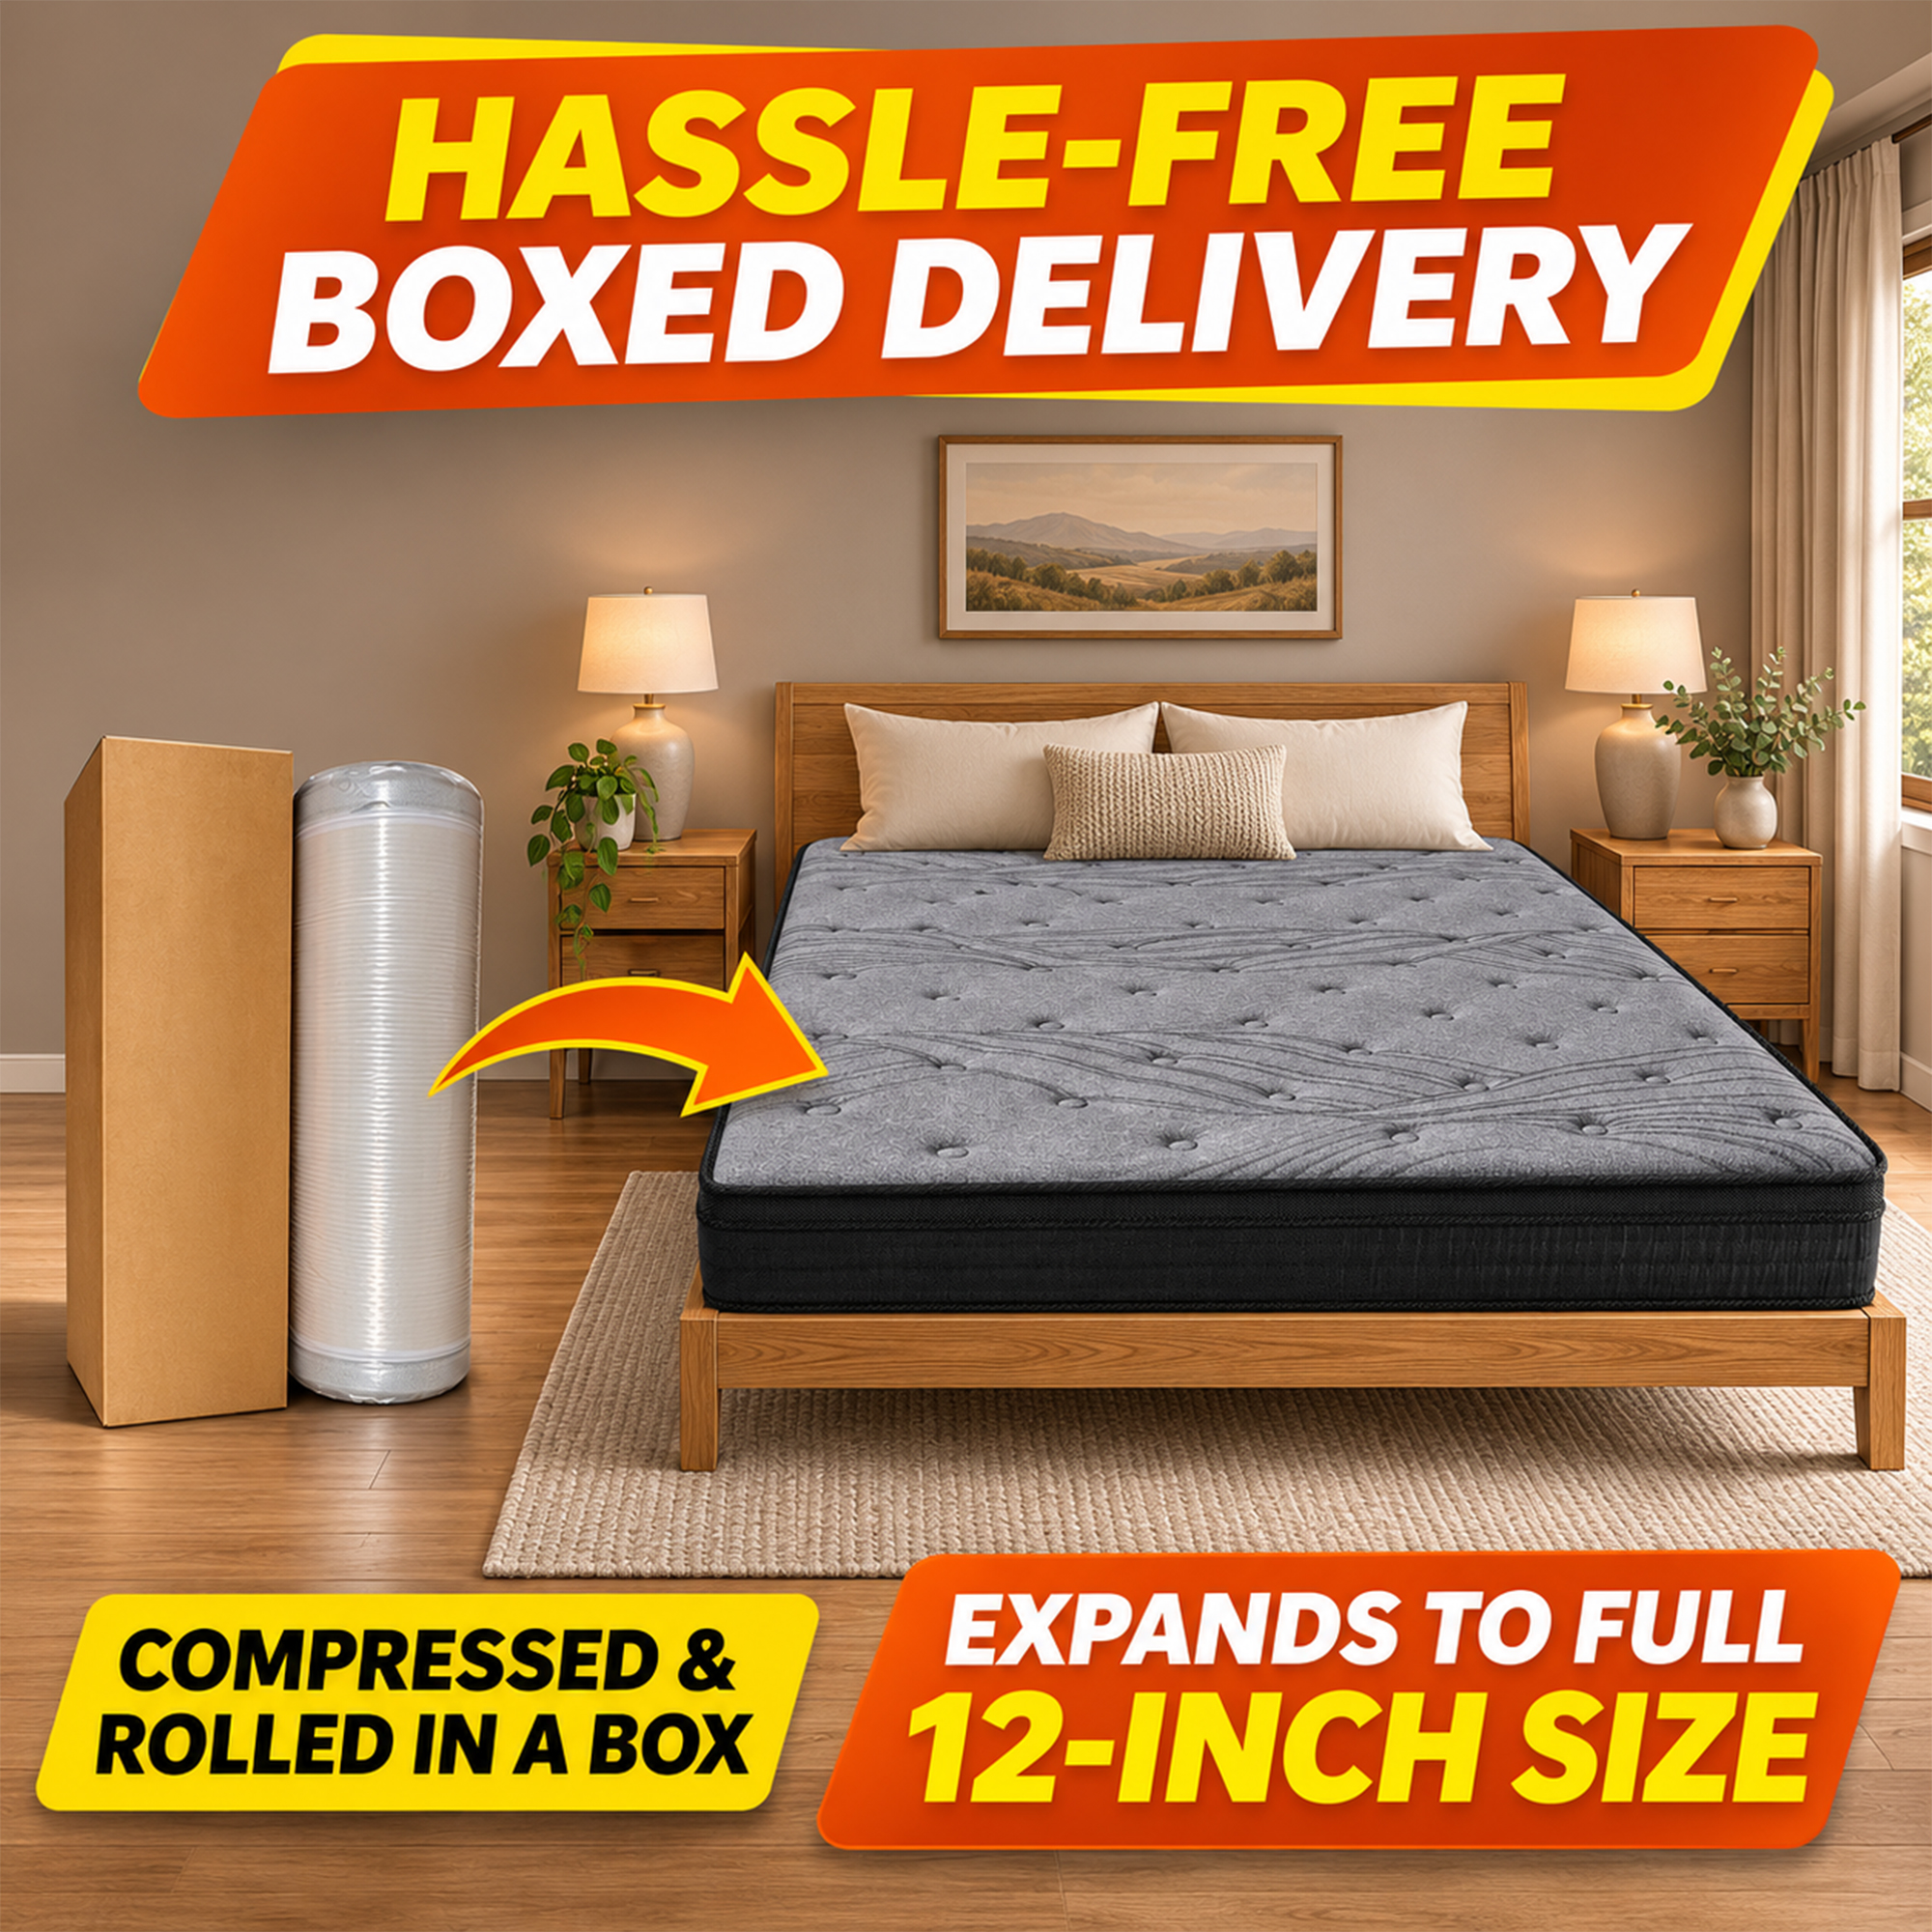 HASSLE-FREE
BOXED DELIVERY
COMPRESSED &
ROLLED IN A BOX
EXPANDS TO FULL
12-INCH SIZE